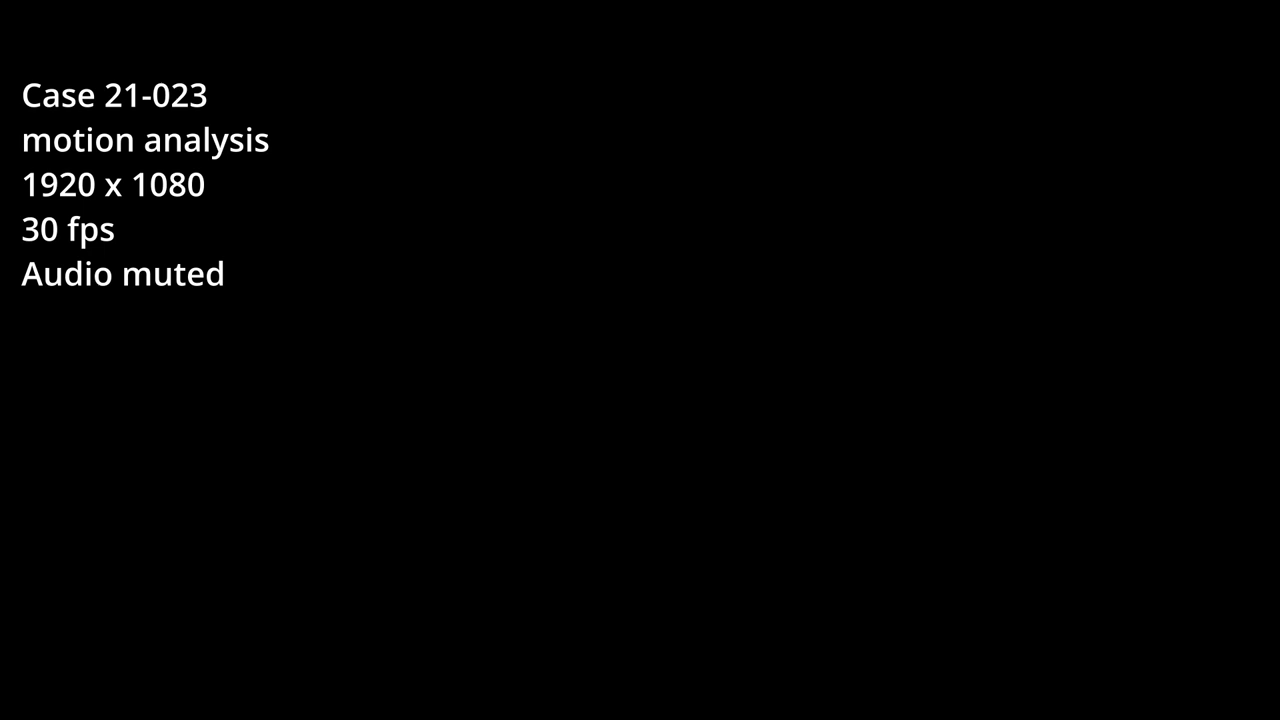 Case 21-023
motion analysis
1920 x 1080
30 fps
Audio muted